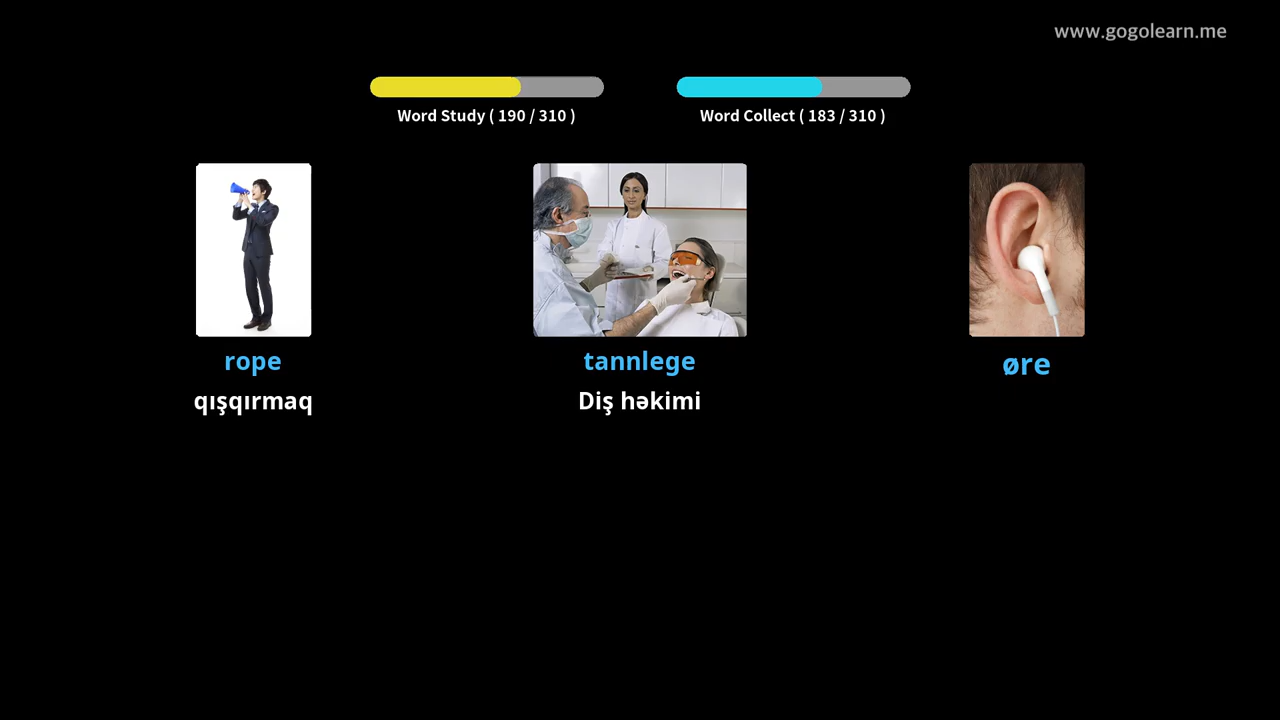 www.gogolearn.me
Word Study ( 190 / 310 )
Word Collect ( 183 / 310 )
rope
tannlege
øre
qışqırmaq
Diş həkimi